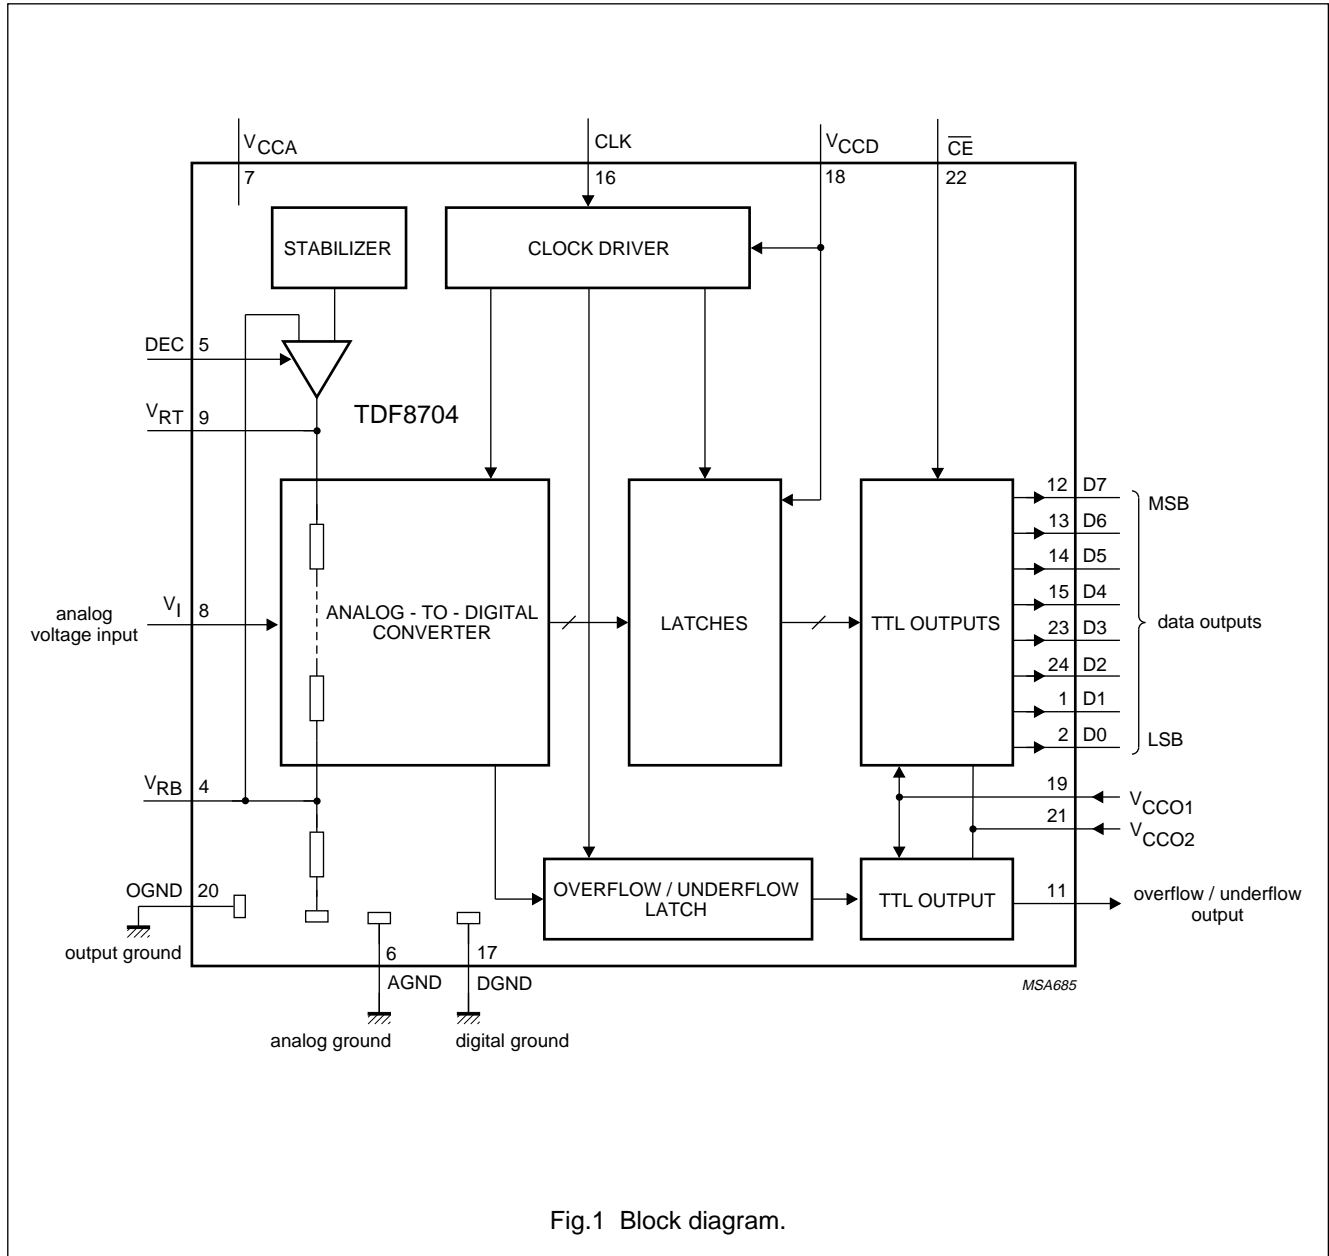 VCCA
CLK
VCCD
CE
7
16
18
22
STABILIZER
CLOCK DRIVER
DEC 5
VRT 9
TDF8704
12 D7
MSB
13 D6
14 D5
15 D4
23 D3
24 D2
1 D1
2 D0
LSB
data outputs
analog
voltage input
VI 8
ANALOG - TO - DIGITAL
CONVERTER
LATCHES
TTL OUTPUTS
VRB 4
19
VCCO1
21
VCCO2
OGND 20
output ground
OVERFLOW / UNDERFLOW
LATCH
TTL OUTPUT
11
overflow / underflow
output
6
17
AGND
DGND
analog ground
digital ground
MSA685
Fig.1 Block diagram.